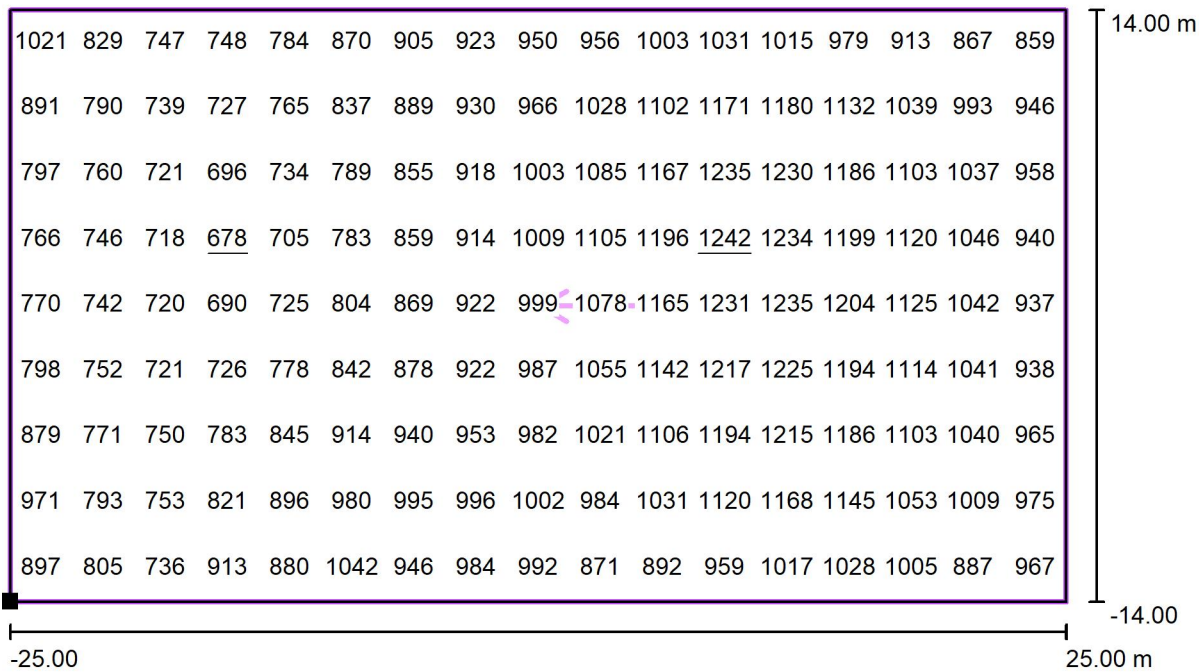 1021 829 747 748 784 870 905 923 950 956 1003 1031 1015 979 913 867 859
14.00 m
891 790 739 727 765 837 889 930 966 1028 1102 1171 1180 1132 1039 993 946
797 760 721 696 734 789 855 918 1003 1085 1167 1235 1230 1186 1103 1037 958
766 746 718 678 705 783 859 914 1009 1105 1196 1242 1234 1199 1120 1046 940
770 742 720 690 725 804 869 922 999 1078 1165 1231 1235 1204 1125 1042 937
798 752 721 726 778 842 878 922 987 1055 1142 1217 1225 1194 1114 1041 938
879 771 750 783 845 914 940 953 982 1021 1106 1194 1215 1186 1103 1040 965
971 793 753 821 896 980 995 996 1002 984 1031 1120 1168 1145 1053 1009 975
897 805 736 913 880 1042 946 984 992 871 892 959 1017 1028 1005 887 967
-14.00
-25.00 25.00 m